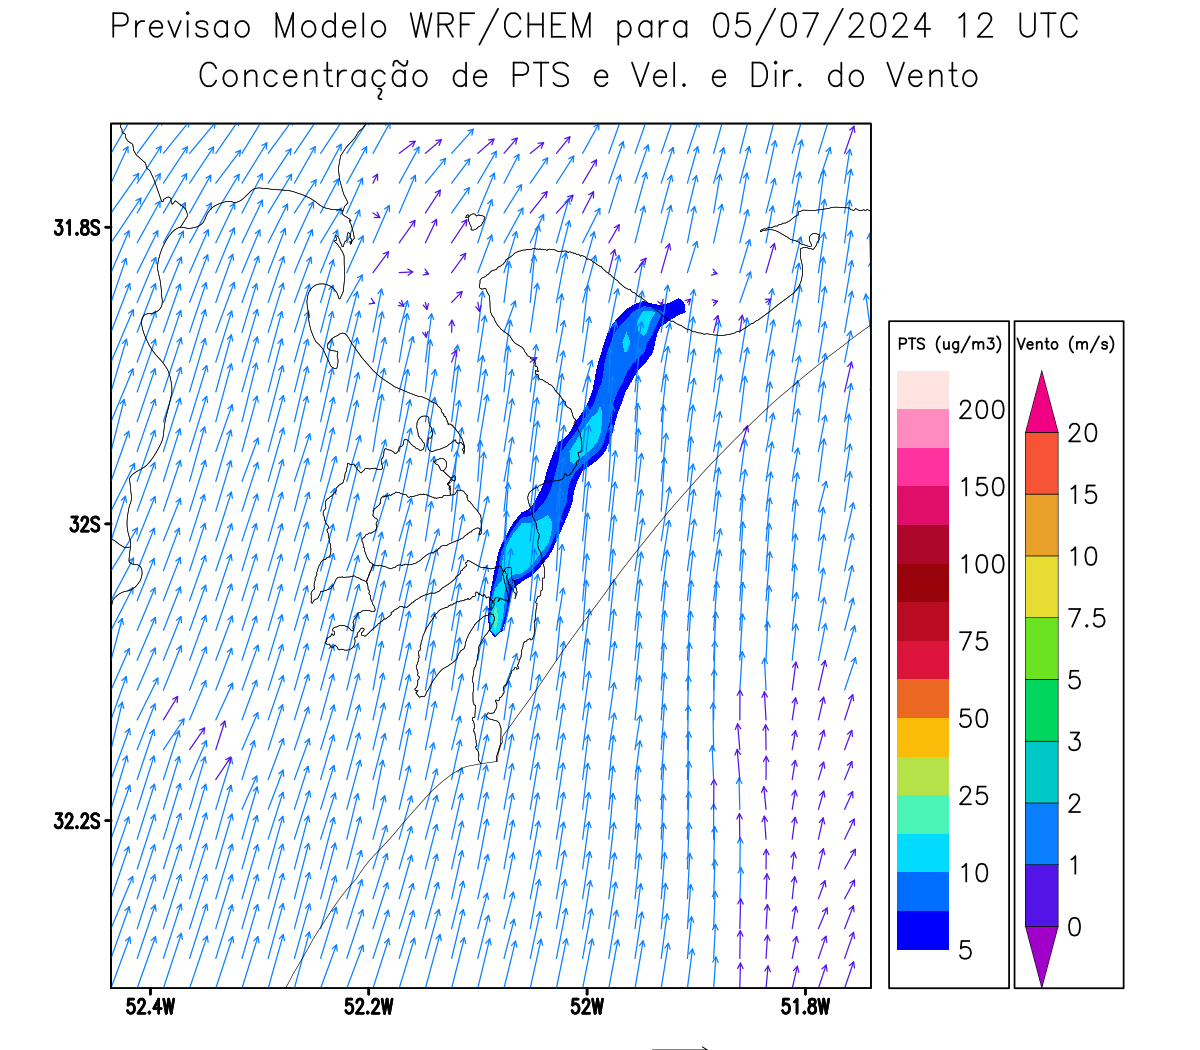 Previsao Modelo WRF/CHEM para 05/07/2024 12 UTC
Concentração de PTS e Vel. e Dir. do Vento
31.8S
32S
32.2S
52.4W
52.2W
52W
51.8W
PTS (ug/m3)
200
150
100
75
50
25
10
5
Vento (m/s)
20
15
10
7.5
5
3
2
1
0